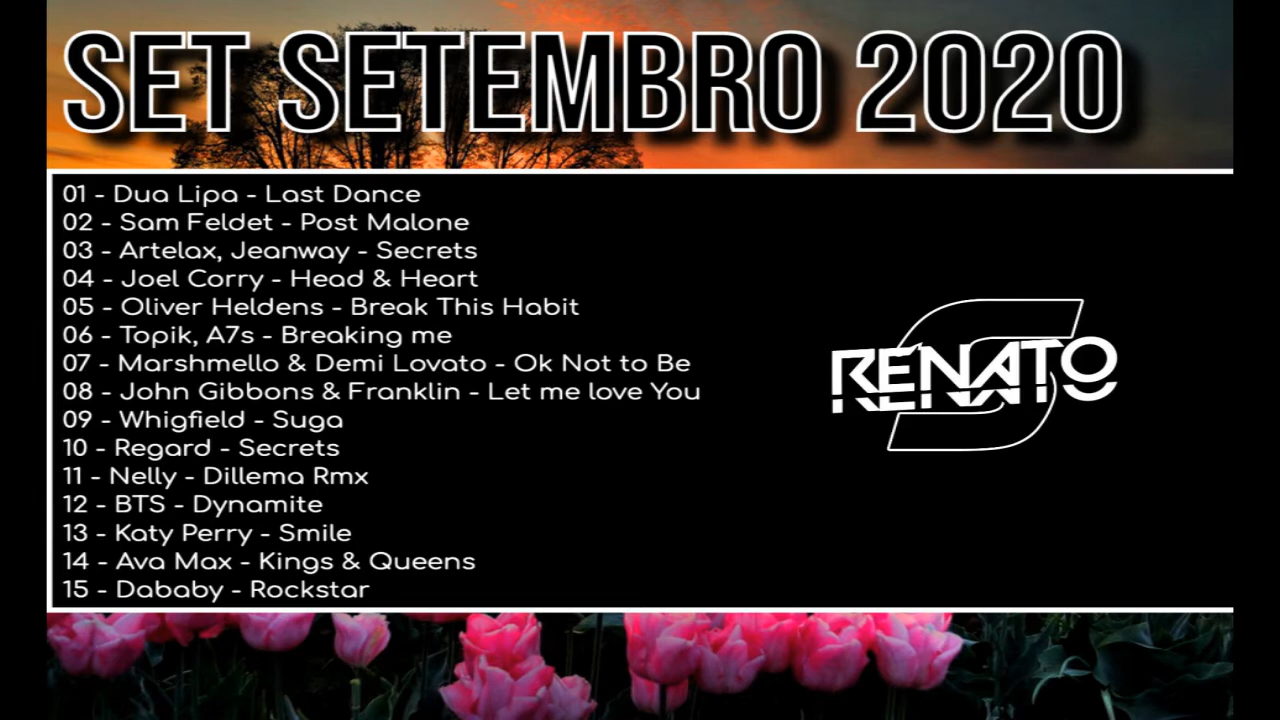 SET SETEMBRO 2020
01 - Dua Lipa - Last Dance
02 - Sam Feldet - Post Malone
03 - Artelax, Jeanway - Secrets
04 - Joel Corry - Head & Heart
05 - Oliver Heldens - Break This Habit
06 - Topik, A7s - Breaking me
07 - Marshmello & Demi Lovato - Ok Not to Be
08 - John Gibbons & Franklin - Let me love You
09 - Whigfield - Suga
10 - Regard - Secrets
11 - Nelly - Dillema Rmx
12 - BTS - Dynamite
13 - Katy Perry - Smile
14 - Ava Max - Kings & Queens
15 - Dababy - Rockstar
RENATO S